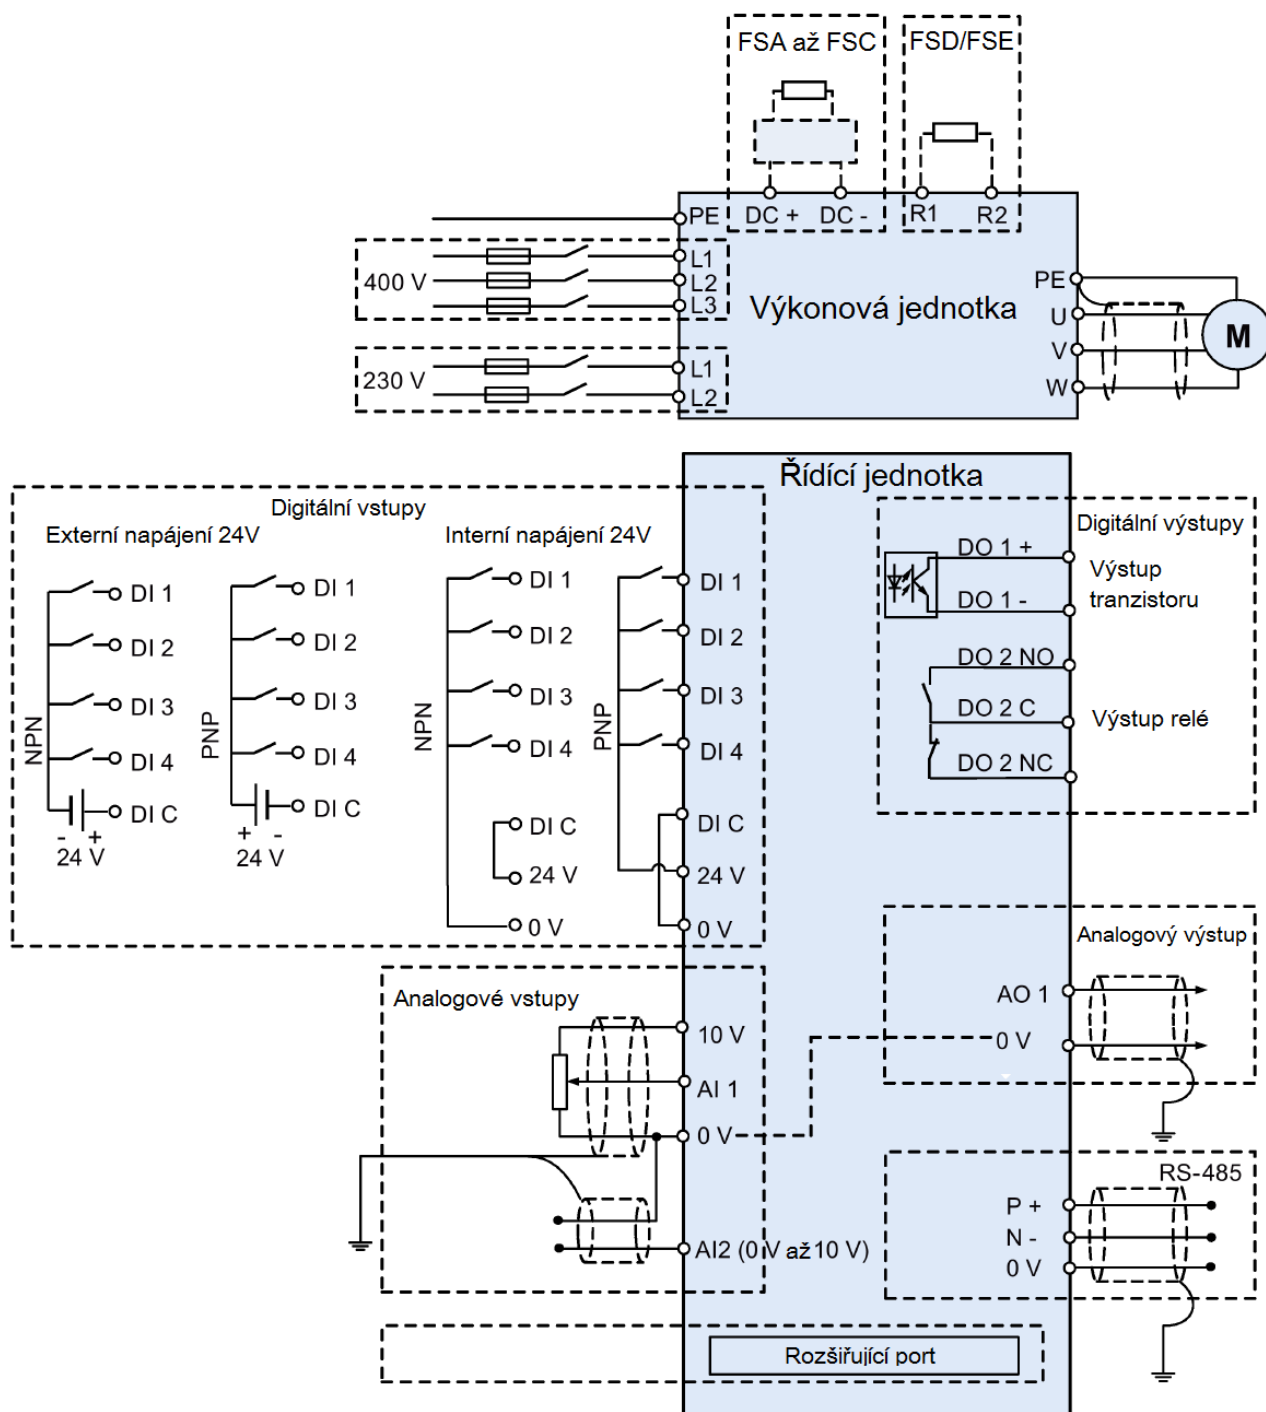 FSA až FSC
FSD/FSE
PE
DC +
DC -
R1
R2
400 V
L1
L2
L3
Výkonová jednotka
PE
U
V
W
M
230 V
L1
L2
Řídící jednotka
Digitální vstupy
Externí napájení 24V
Interní napájení 24V
NPN
DI 1
DI 2
DI 3
DI 4
DI C
- +
24 V
PNP
DI 1
DI 2
DI 3
DI 4
DI C
+ -
24 V
NPN
DI 1
DI 2
DI 3
DI 4
DI C
24 V
0 V
PNP
DI 1
DI 2
DI 3
DI 4
DI C
24 V
0 V
Digitální výstupy
DO 1 +
DO 1 -
Výstup
tranzistoru
DO 2 NO
DO 2 C
DO 2 NC
Výstup relé
Analogový výstup
AO 1
0 V
Analogové vstupy
10 V
AI 1
0 V
AI2 (0 V až 10 V)
RS-485
P +
N -
0 V
Rozšiřující port